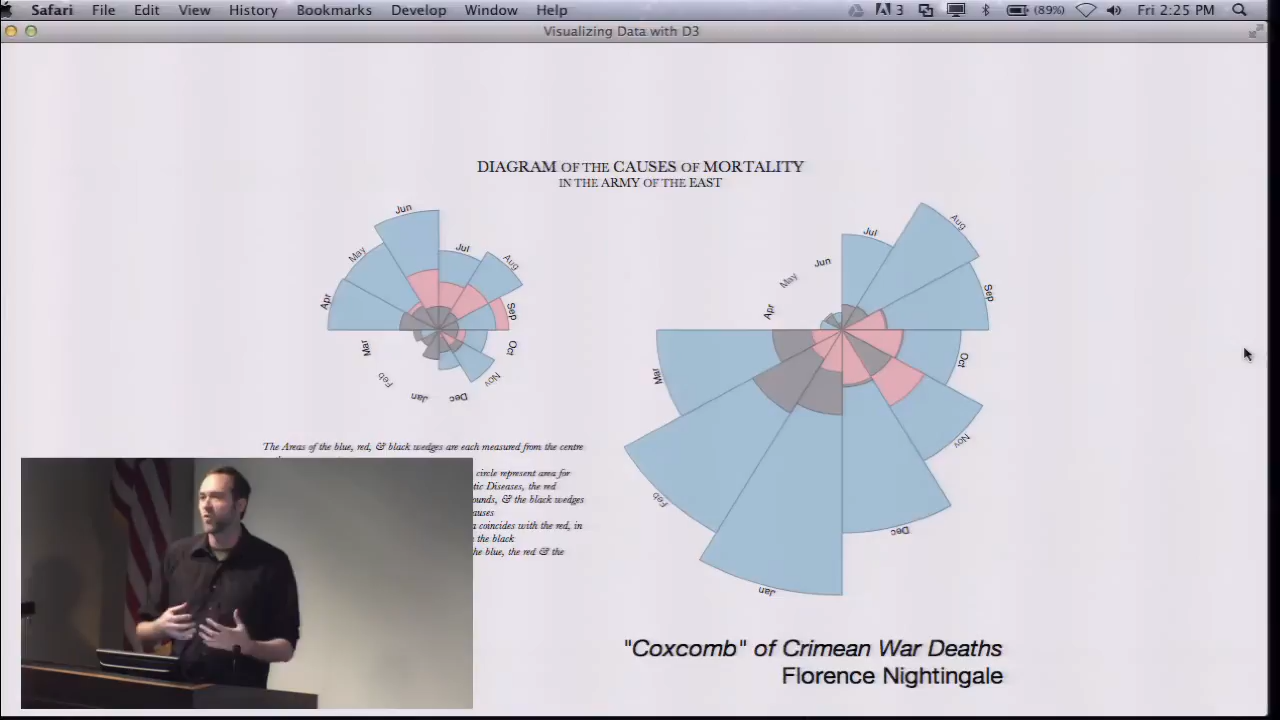 Safari File Edit View History Bookmarks Develop Window Help 3 (89%) Fri 2:25 PM
Visualizing Data with D3
DIAGRAM OF THE CAUSES OF MORTALITY
IN THE ARMY OF THE EAST
Jun
Jul
Aug
Sep
Oct
Nov
Dec
Jan
Feb
Mar
Apr
May
Jul
Aug
Sep
Oct
Nov
Dec
Jan
Feb
Mar
Apr
May
Jun
The Areas of the blue, red, & black wedges are each measured from the centre
circle represent area for
tic Diseases, the red
ounds, & the black wedges
auses
coincides with the red, in
the black
he blue, the red & the
"Coxcomb" of Crimean War Deaths
Florence Nightingale